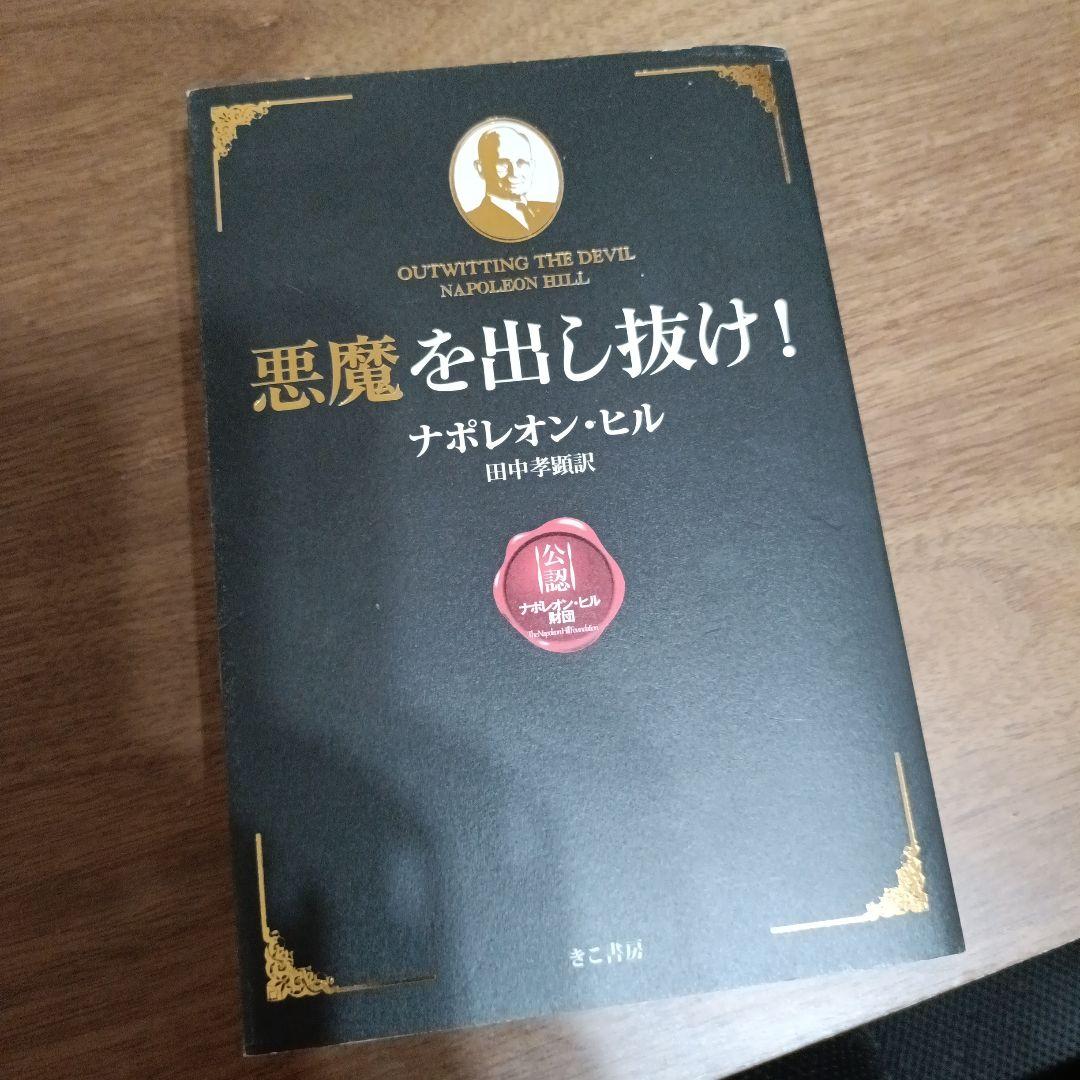 OUTWITTING THE DEVIL
NAPOLEON HILL
悪魔を出し抜け!
ナポレオン・ヒル
田中孝顕訳
公認
ナポレオン・ヒル
財団
The Napoleon Hill Foundation
きこ書房